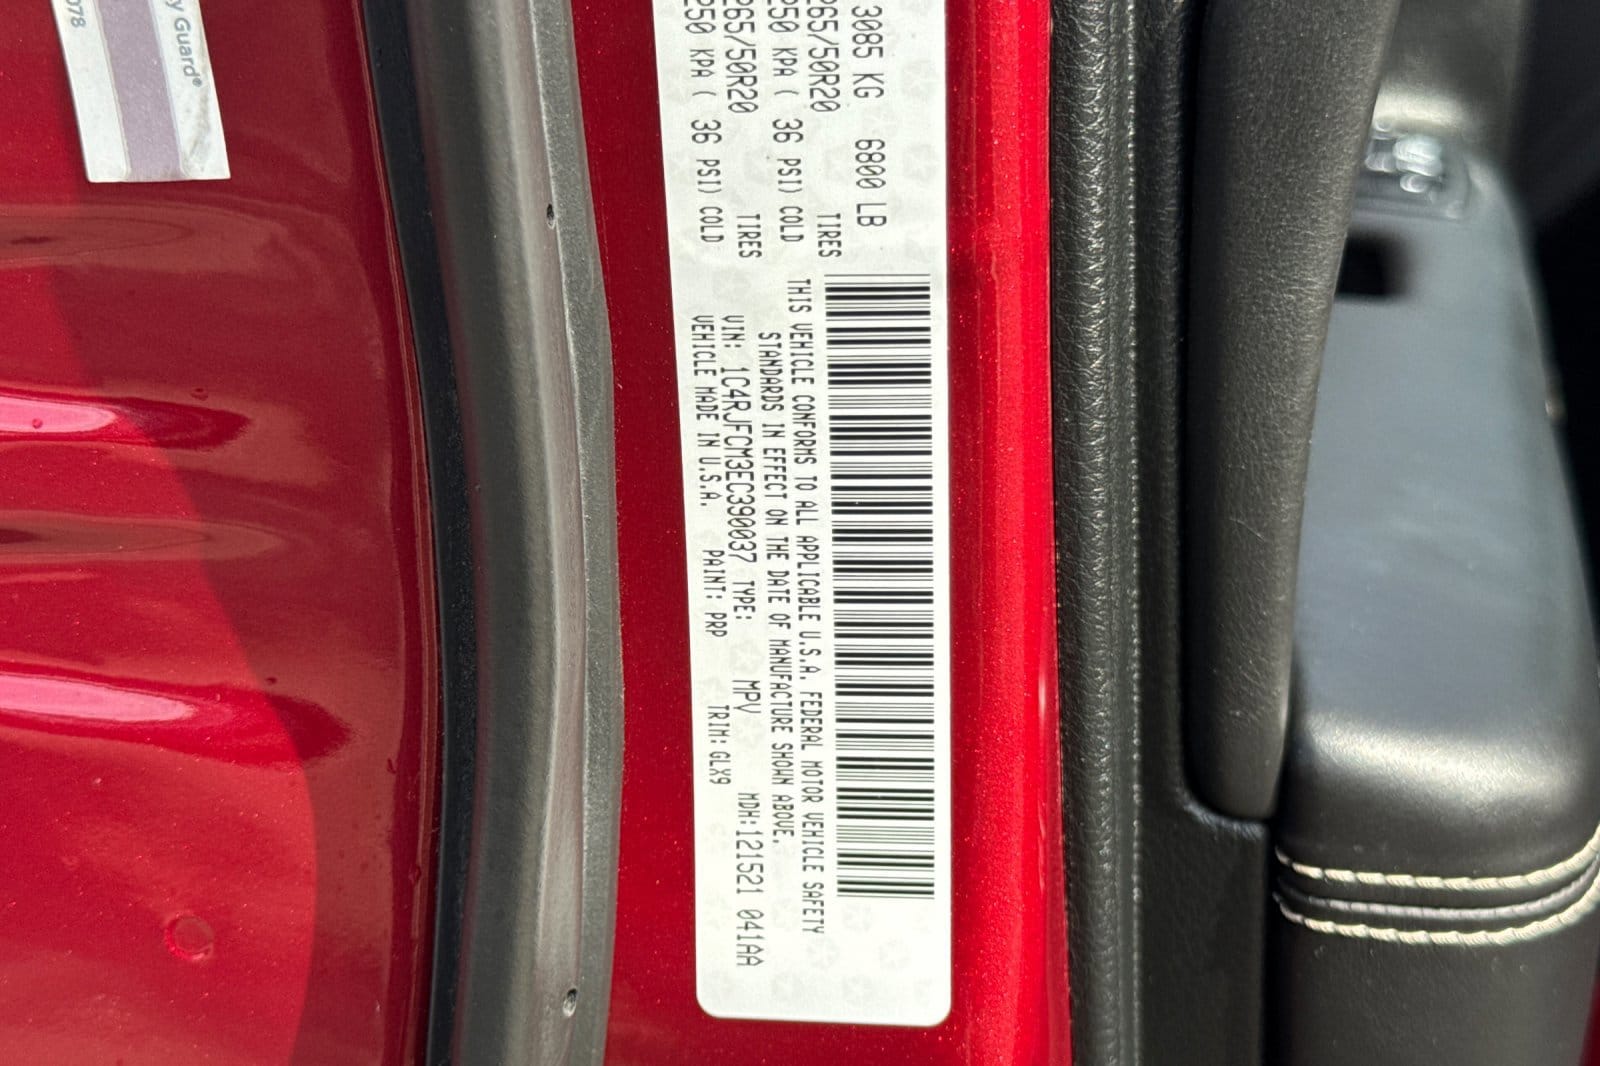 y Guard®
078
3085 KG 6800 LB
265/50R20 TIRES
250 KPA ( 36 PSI) COLD
265/50R20 TIRES
250 KPA ( 36 PSI) COLD
THIS VEHICLE CONFORMS TO ALL APPLICABLE U.S.A. FEDERAL MOTOR VEHICLE SAFETY
STANDARDS IN EFFECT ON THE DATE OF MANUFACTURE SHOWN ABOVE.
VIN: 1C4RJFCM3EC390037 TYPE: MPV MDH:121521 041AA
VEHICLE MADE IN U.S.A. PAINT: PRP TRIM: GLX9